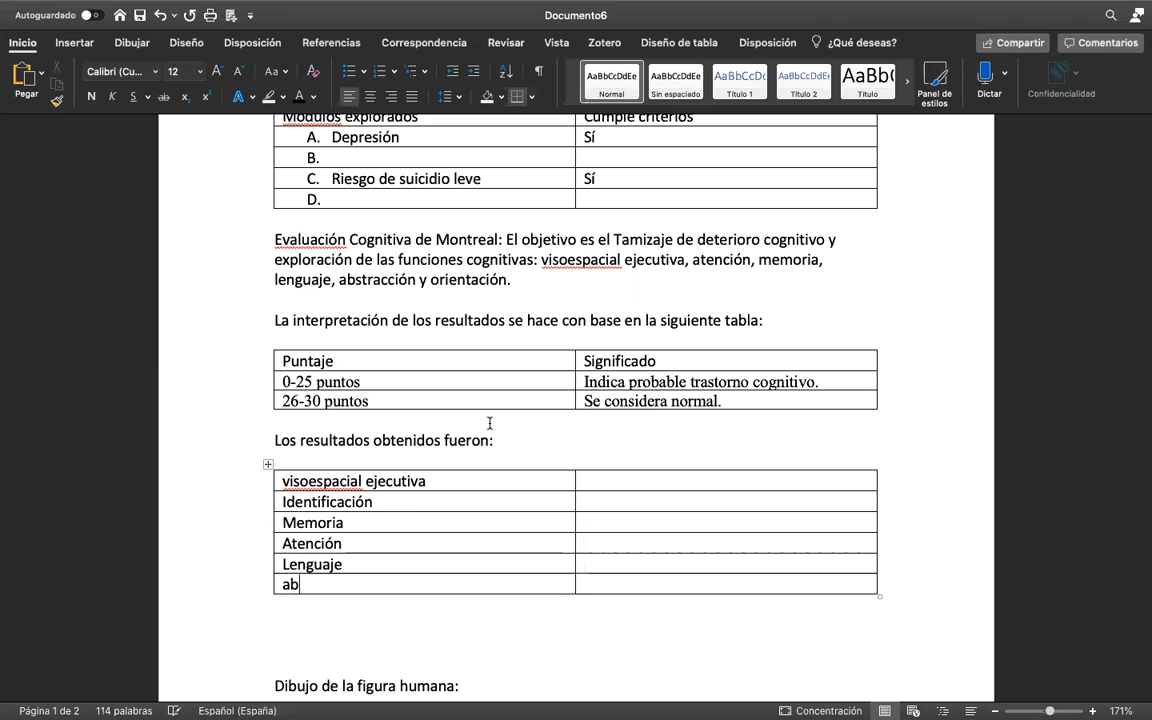 Autoguardado
Documento6
Inicio Insertar Dibujar Diseño Disposición Referencias Correspondencia Revisar Vista Zotero Diseño de tabla Disposición ¿Qué deseas? Compartir Comentarios
Pegar
Calibri (Cu... 12
N K S ab x₂ x²
AaBbCcDdEe AaBbCcDdEe AaBbCcDc AaBbCcDdEe AaBb(
Normal Sin espaciado Título 1 Título 2 Título
Panel de estilos
Dictar
Confidencialidad
Módulos explorados Cumple criterios
A. Depresión Sí
B.
C. Riesgo de suicidio leve Sí
D.
Evaluación Cognitiva de Montreal: El objetivo es el Tamizaje de deterioro cognitivo y
exploración de las funciones cognitivas: visoespacial ejecutiva, atención, memoria,
lenguaje, abstracción y orientación.
La interpretación de los resultados se hace con base en la siguiente tabla:
Puntaje Significado
0-25 puntos Indica probable trastorno cognitivo.
26-30 puntos Se considera normal.
Los resultados obtenidos fueron:
visoespacial ejecutiva
Identificación
Memoria
Atención
Lenguaje
ab
Dibujo de la figura humana:
Página 1 de 2 114 palabras Español (España) Concentración 171%